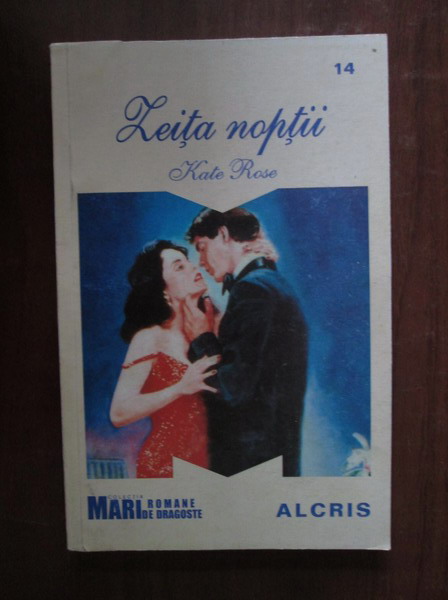 14
Zeița nopții
Kate Rose
COLECȚIA
MARI ROMANE
DE DRAGOSTE
ALCRIS